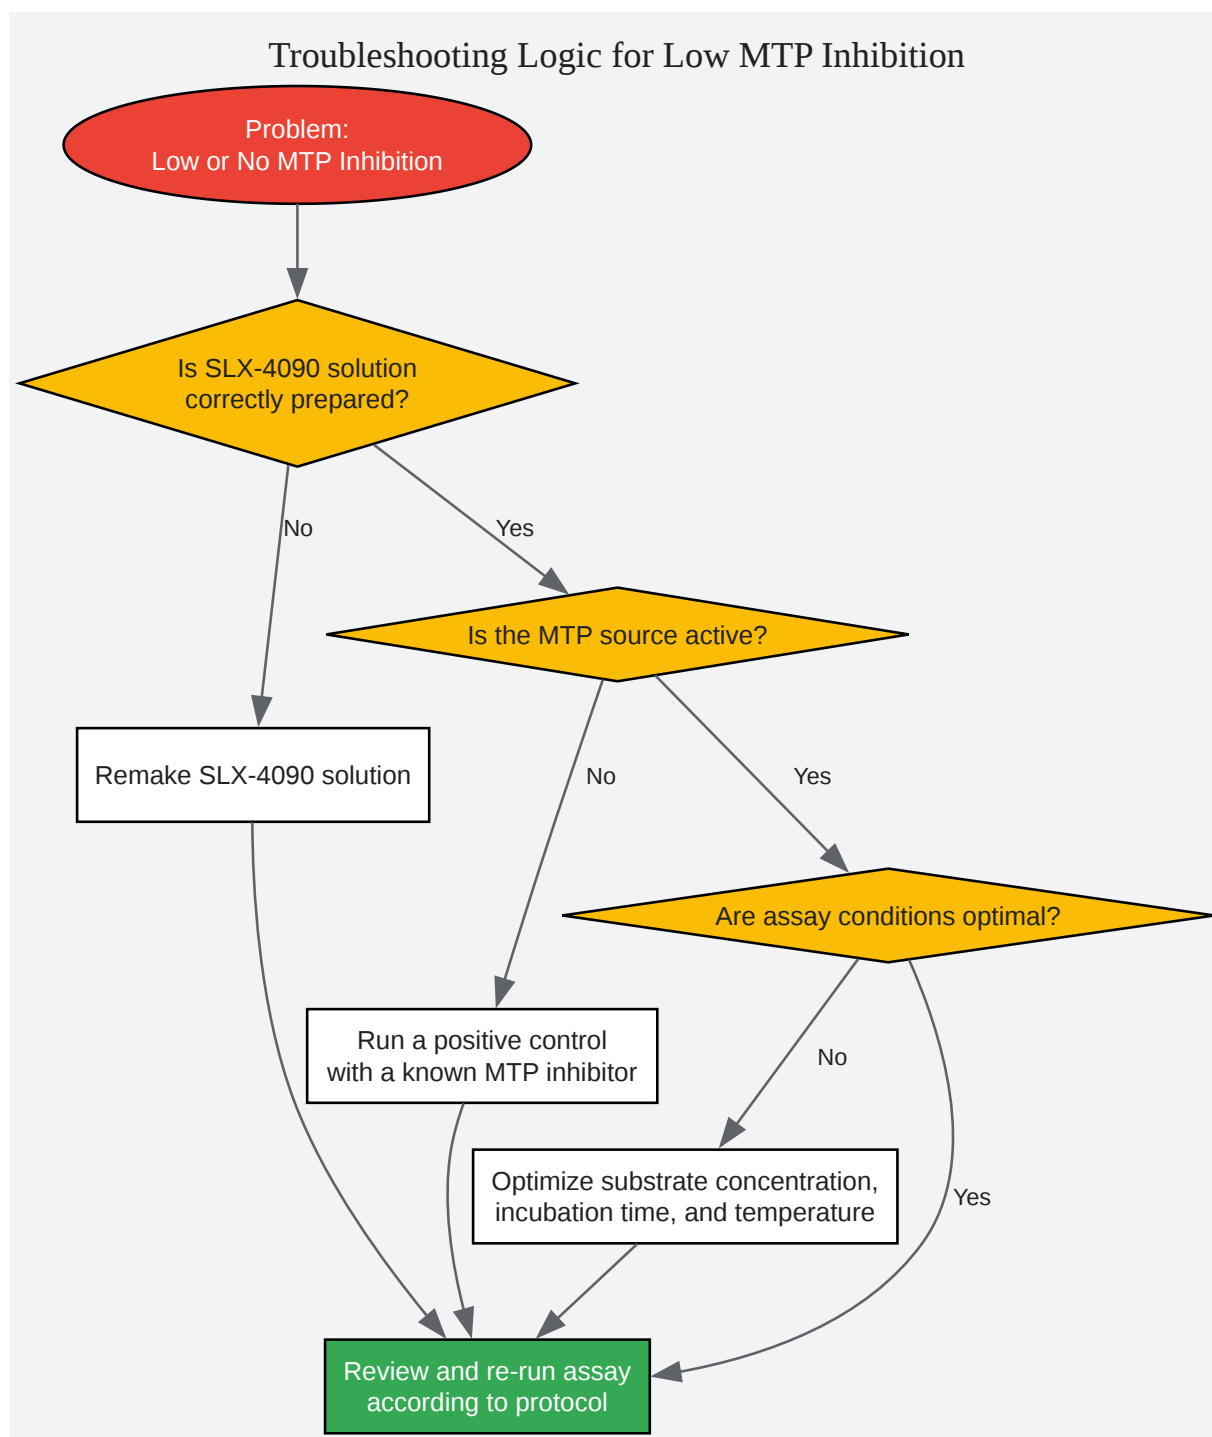 Troubleshooting Logic for Low MTP Inhibition
Problem:
Low or No MTP Inhibition
Is SLX-4090 solution
correctly prepared?
No
Yes
Is the MTP source active?
Remake SLX-4090 solution
No
Yes
Are assay conditions optimal?
Run a positive control
with a known MTP inhibitor
No
Optimize substrate concentration,
incubation time, and temperature
Yes
Review and re-run assay
according to protocol